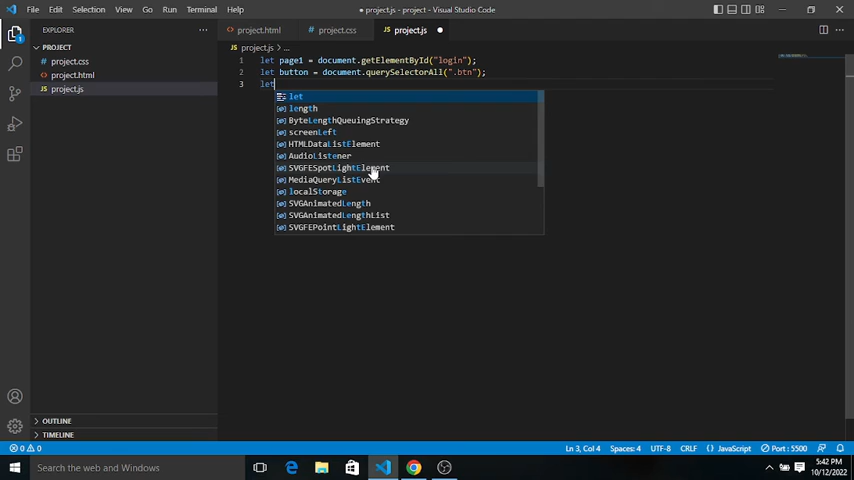 File Edit Selection View Go Run Terminal Help
● project.js - project - Visual Studio Code
EXPLORER
project.html project.css project.js
PROJECT
project.js > ...
project.css
project.html
project.js
1 let page1 = document.getElementById("login");
2 let button = document.querySelectorAll(".btn");
3 let
let
length
ByteLengthQueuingStrategy
screenLeft
HTMLDataListElement
AudioListener
SVGFESpotLightElement
MediaQueryListEvent
localStorage
SVGAnimatedLength
SVGAnimatedLengthList
SVGFEPointLightElement
OUTLINE
TIMELINE
0 0 Ln 3, Col 4 Spaces: 4 UTF-8 CRLF {} JavaScript Port : 5500
Search the web and Windows
5:42 PM
10/12/2022